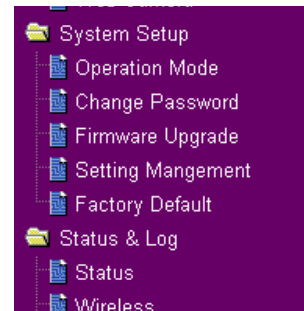 System Setup
Operation Mode
Change Password
Firmware Upgrade
Setting Mangement
Factory Default
Status & Log
Status
Wireless